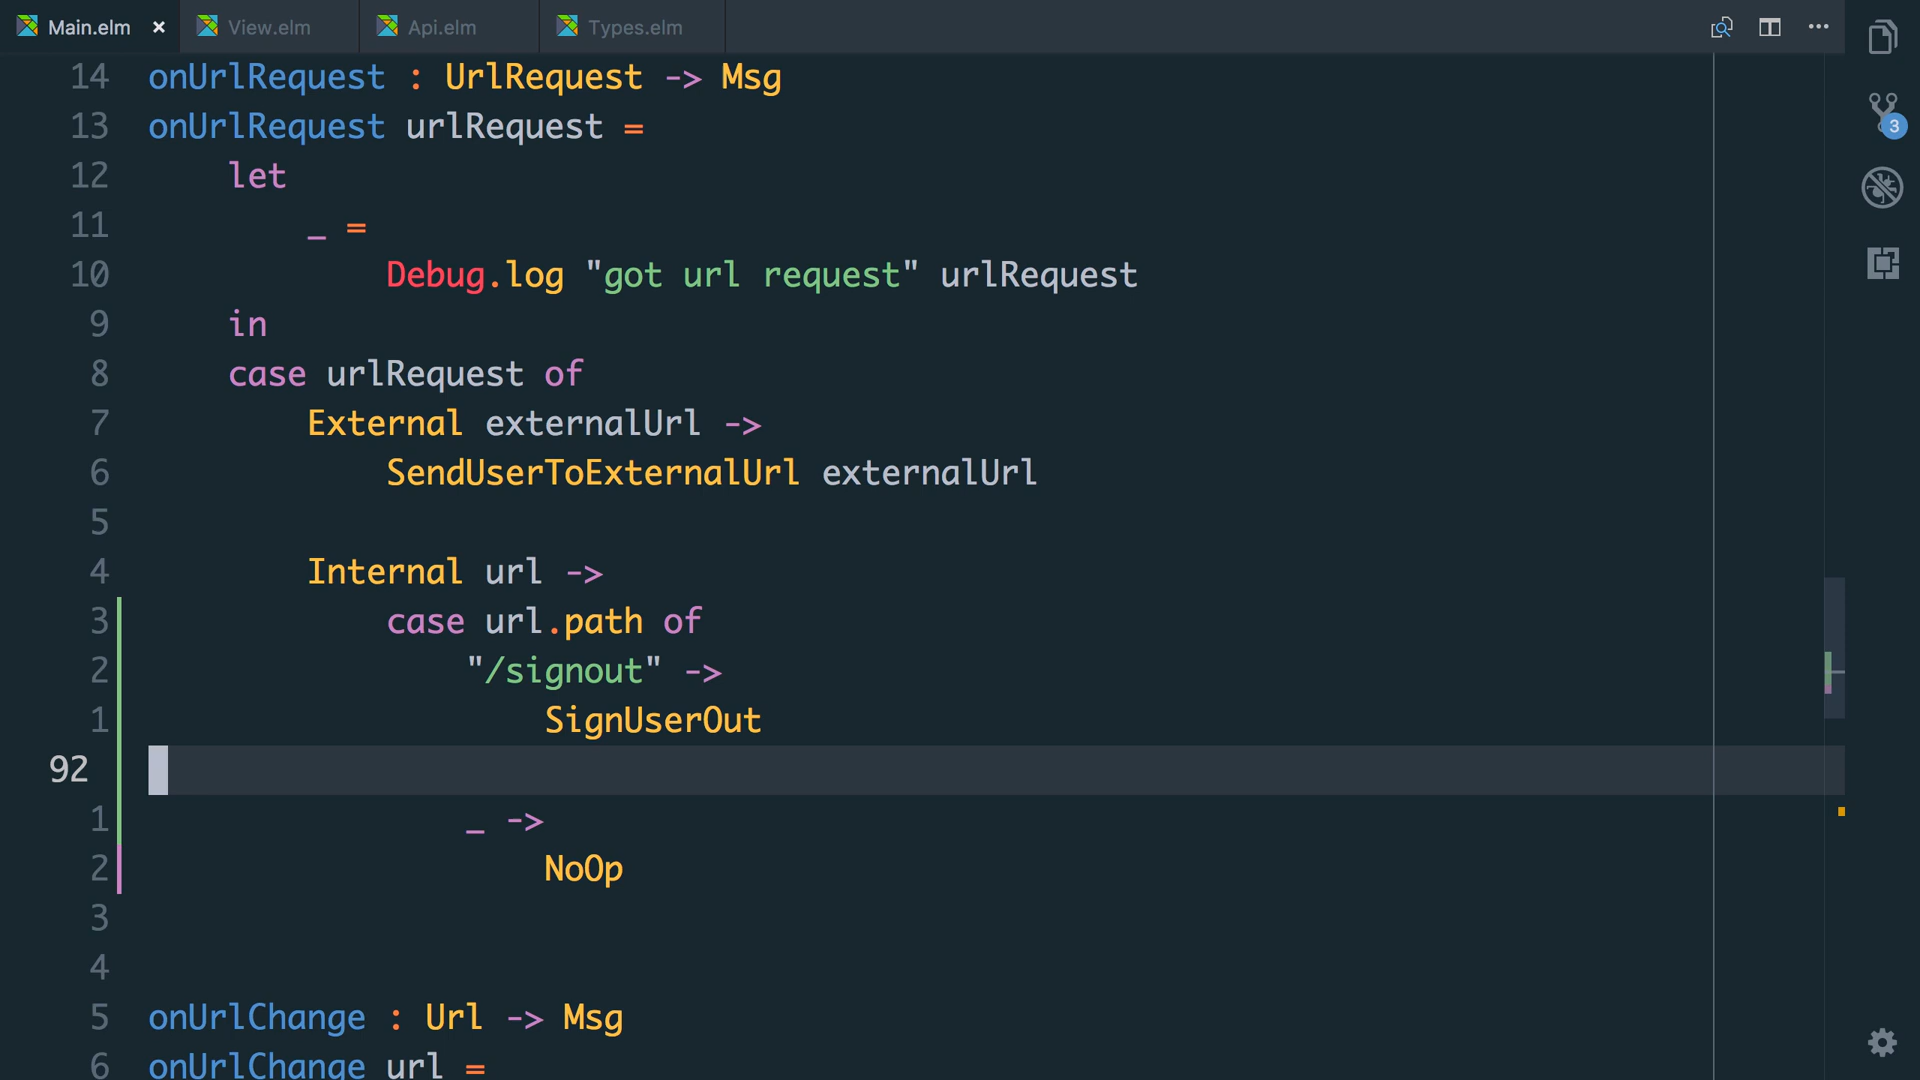 Main.elm × View.elm Api.elm Types.elm ···
14 onUrlRequest : UrlRequest -> Msg
13 onUrlRequest urlRequest =
12 let
11 _ =
10 Debug.log "got url request" urlRequest
9 in
8 case urlRequest of
7 External externalUrl ->
6 SendUserToExternalUrl externalUrl
5
4 Internal url ->
3 case url.path of
2 "/signout" ->
1 SignUserOut
92
1 _ ->
2 NoOp
3
4
5 onUrlChange : Url -> Msg
6 onUrlChange url =
3